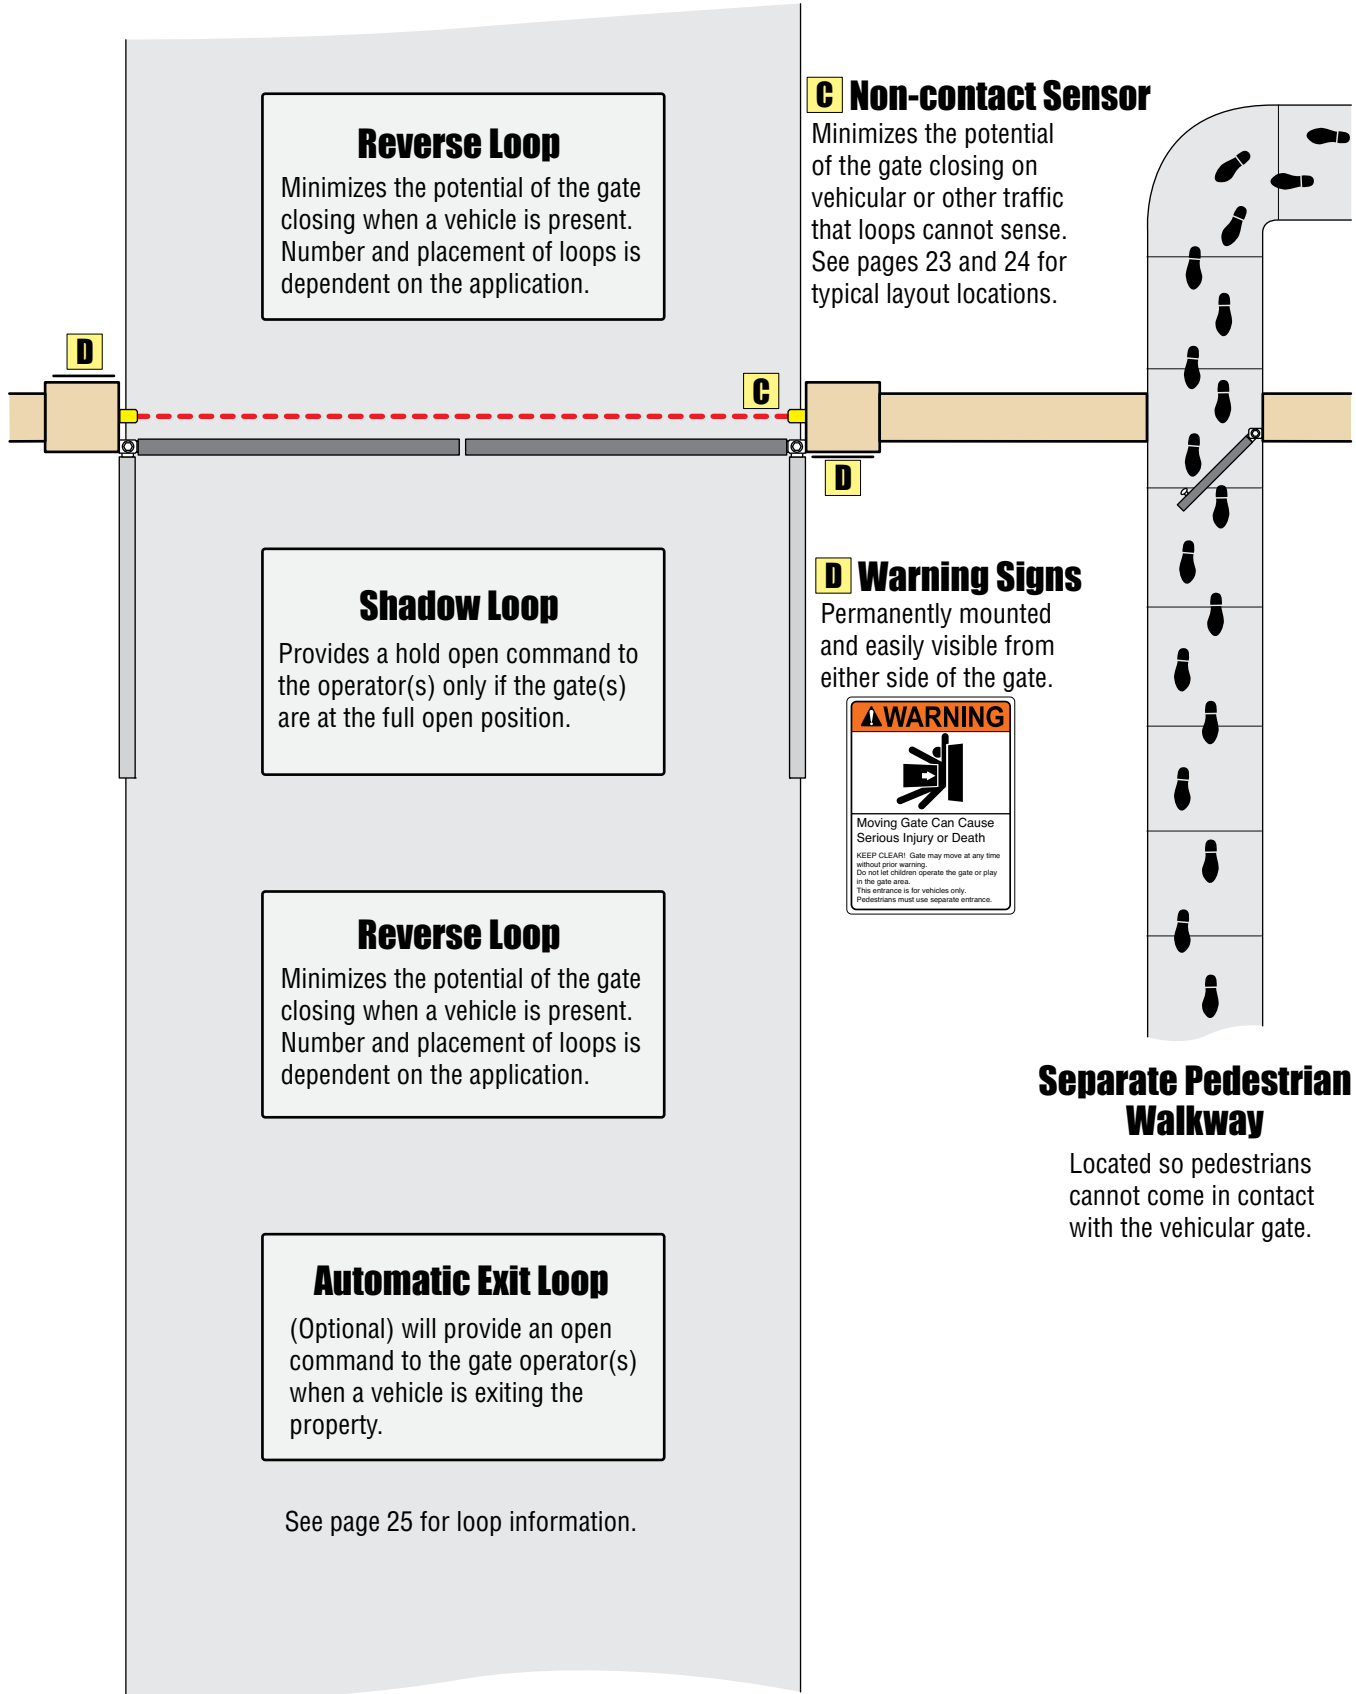 Reverse Loop
Minimizes the potential of the gate
closing when a vehicle is present.
Number and placement of loops is
dependent on the application.
C Non-contact Sensor
Minimizes the potential
of the gate closing on
vehicular or other traffic
that loops cannot sense.
See pages 23 and 24 for
typical layout locations.
D
C
D
Shadow Loop
Provides a hold open command to
the operator(s) only if the gate(s)
are at the full open position.
D Warning Signs
Permanently mounted
and easily visible from
either side of the gate.
WARNING
Moving Gate Can Cause
Serious Injury or Death
KEEP CLEAR! Gate may move at any time
without prior warning.
Do not let children operate the gate or play
in the gate area.
This entrance is for vehicles only.
Pedestrians must use separate entrance.
Reverse Loop
Minimizes the potential of the gate
closing when a vehicle is present.
Number and placement of loops is
dependent on the application.
Separate Pedestrian
Walkway
Located so pedestrians
cannot come in contact
with the vehicular gate.
Automatic Exit Loop
(Optional) will provide an open
command to the gate operator(s)
when a vehicle is exiting the
property.
See page 25 for loop information.